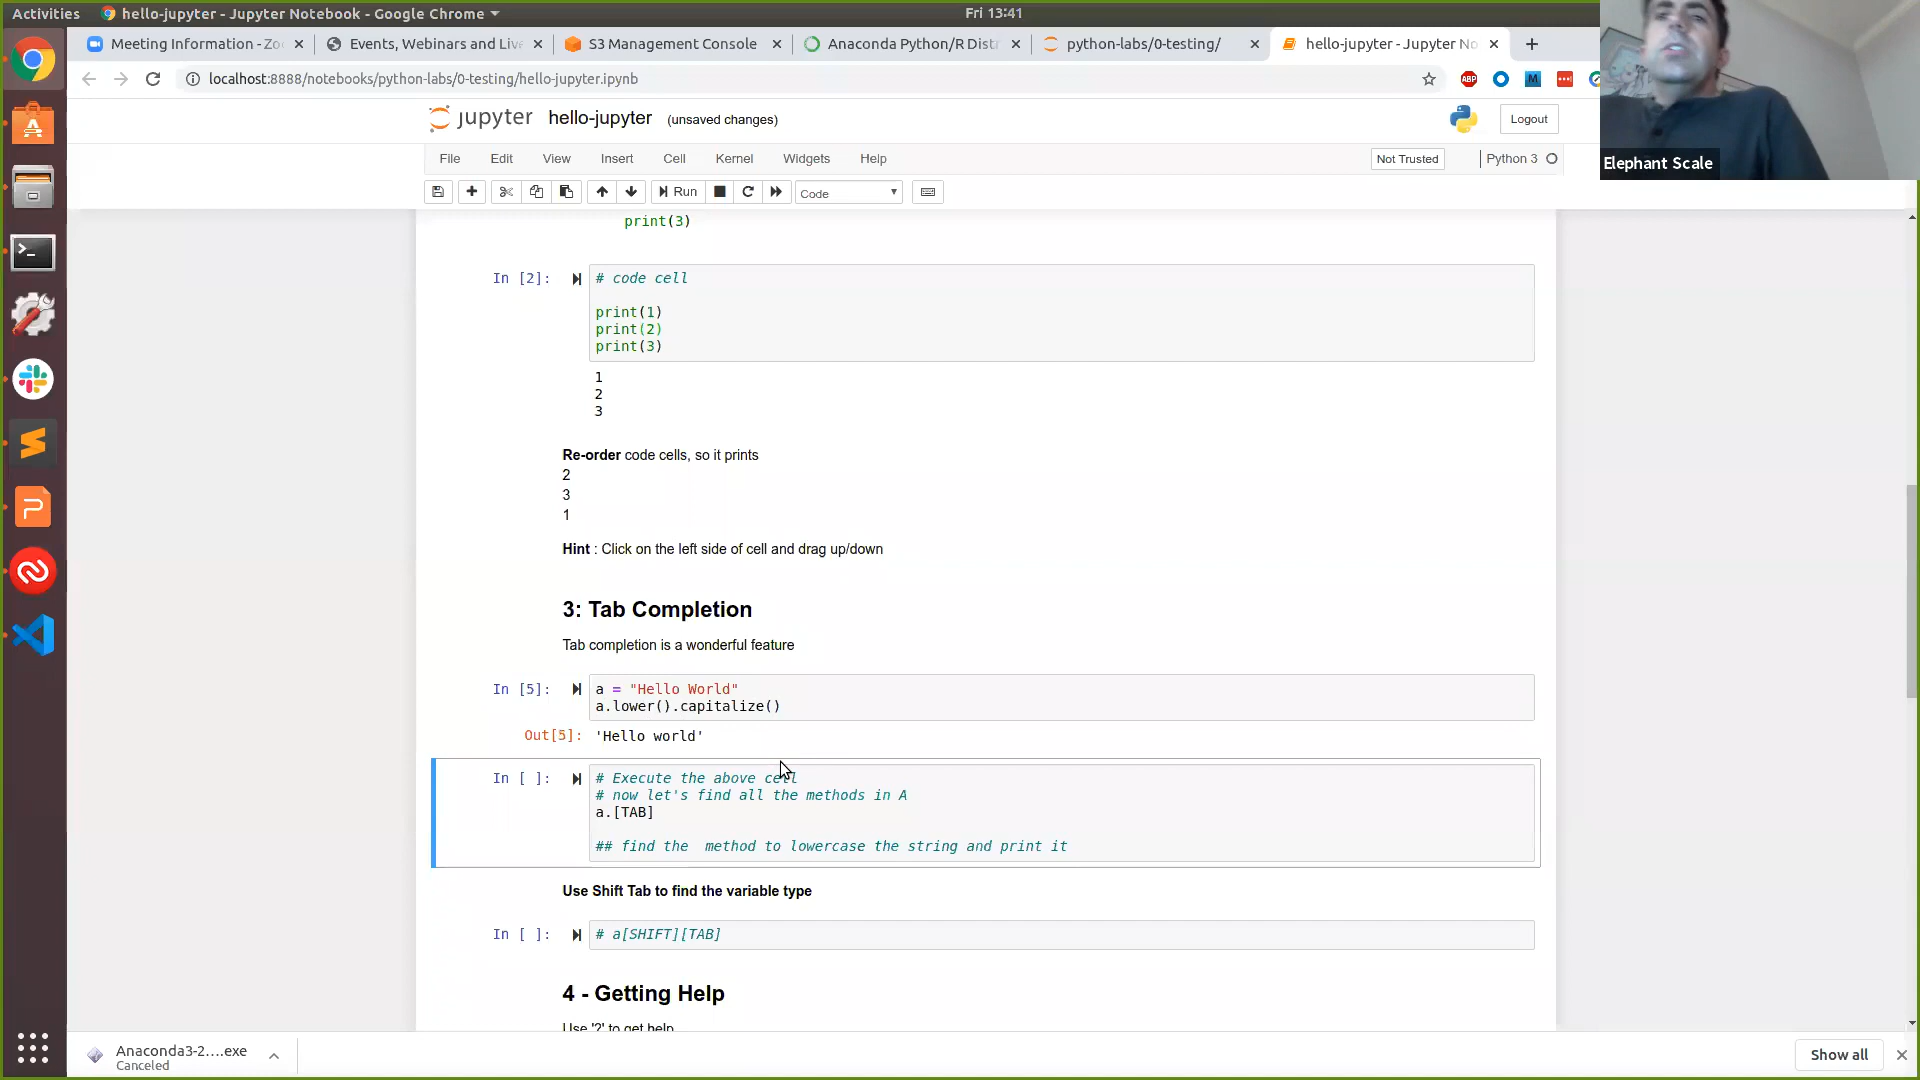 Activities
hello-jupyter - Jupyter Notebook - Google Chrome
Fri 13:41
Meeting Information - Zo
Events, Webinars and Liv
S3 Management Console
Anaconda Python/R Distr
python-labs/0-testing/
hello-jupyter - Jupyter No
localhost:8888/notebooks/python-labs/0-testing/hello-jupyter.ipynb
ABP
M
Elephant Scale
jupyter hello-jupyter (unsaved changes)
Logout
File Edit View Insert Cell Kernel Widgets Help
Not Trusted
Python 3
Run
Code
print(3)
In [2]:
# code cell
print(1)
print(2)
print(3)
1
2
3
Re-order code cells, so it prints
2
3
1
Hint : Click on the left side of cell and drag up/down
3: Tab Completion
Tab completion is a wonderful feature
In [5]:
a = "Hello World"
a.lower().capitalize()
Out[5]: 'Hello world'
In [ ]:
# Execute the above cell
# now let's find all the methods in A
a.[TAB]
## find the  method to lowercase the string and print it
Use Shift Tab to find the variable type
In [ ]: # a[SHIFT][TAB]
4 - Getting Help
Use '?' to get help
Anaconda3-2....exe
Canceled
Show all